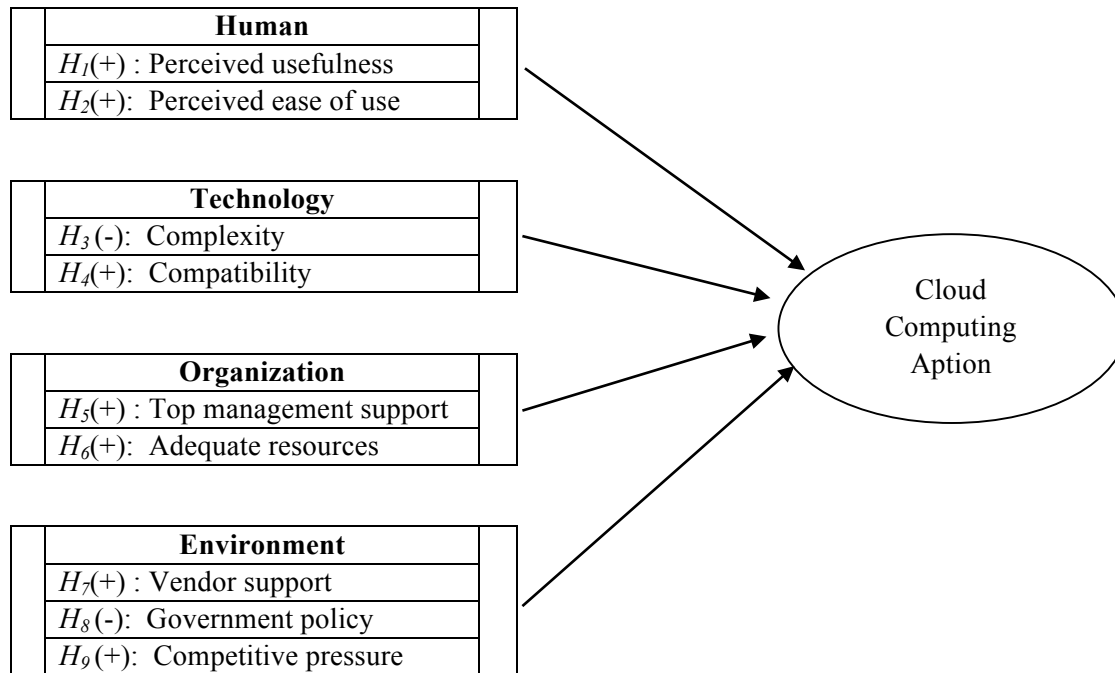 Human
H1(+) : Perceived usefulness
H2(+): Perceived ease of use
Technology
H3 (-): Complexity
H4(+): Compatibility
Organization
H5(+) : Top management support
H6(+): Adequate resources
Environment
H7(+) : Vendor support
H8 (-): Government policy
H9 (+): Competitive pressure
Cloud
Computing
Aption